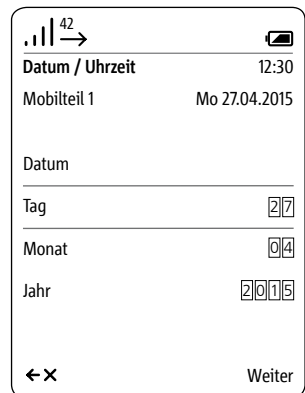 42
Datum / Uhrzeit 12:30
Mobilteil 1 Mo 27.04.2015
Datum
Tag 27
Monat 04
Jahr 2015
Weiter